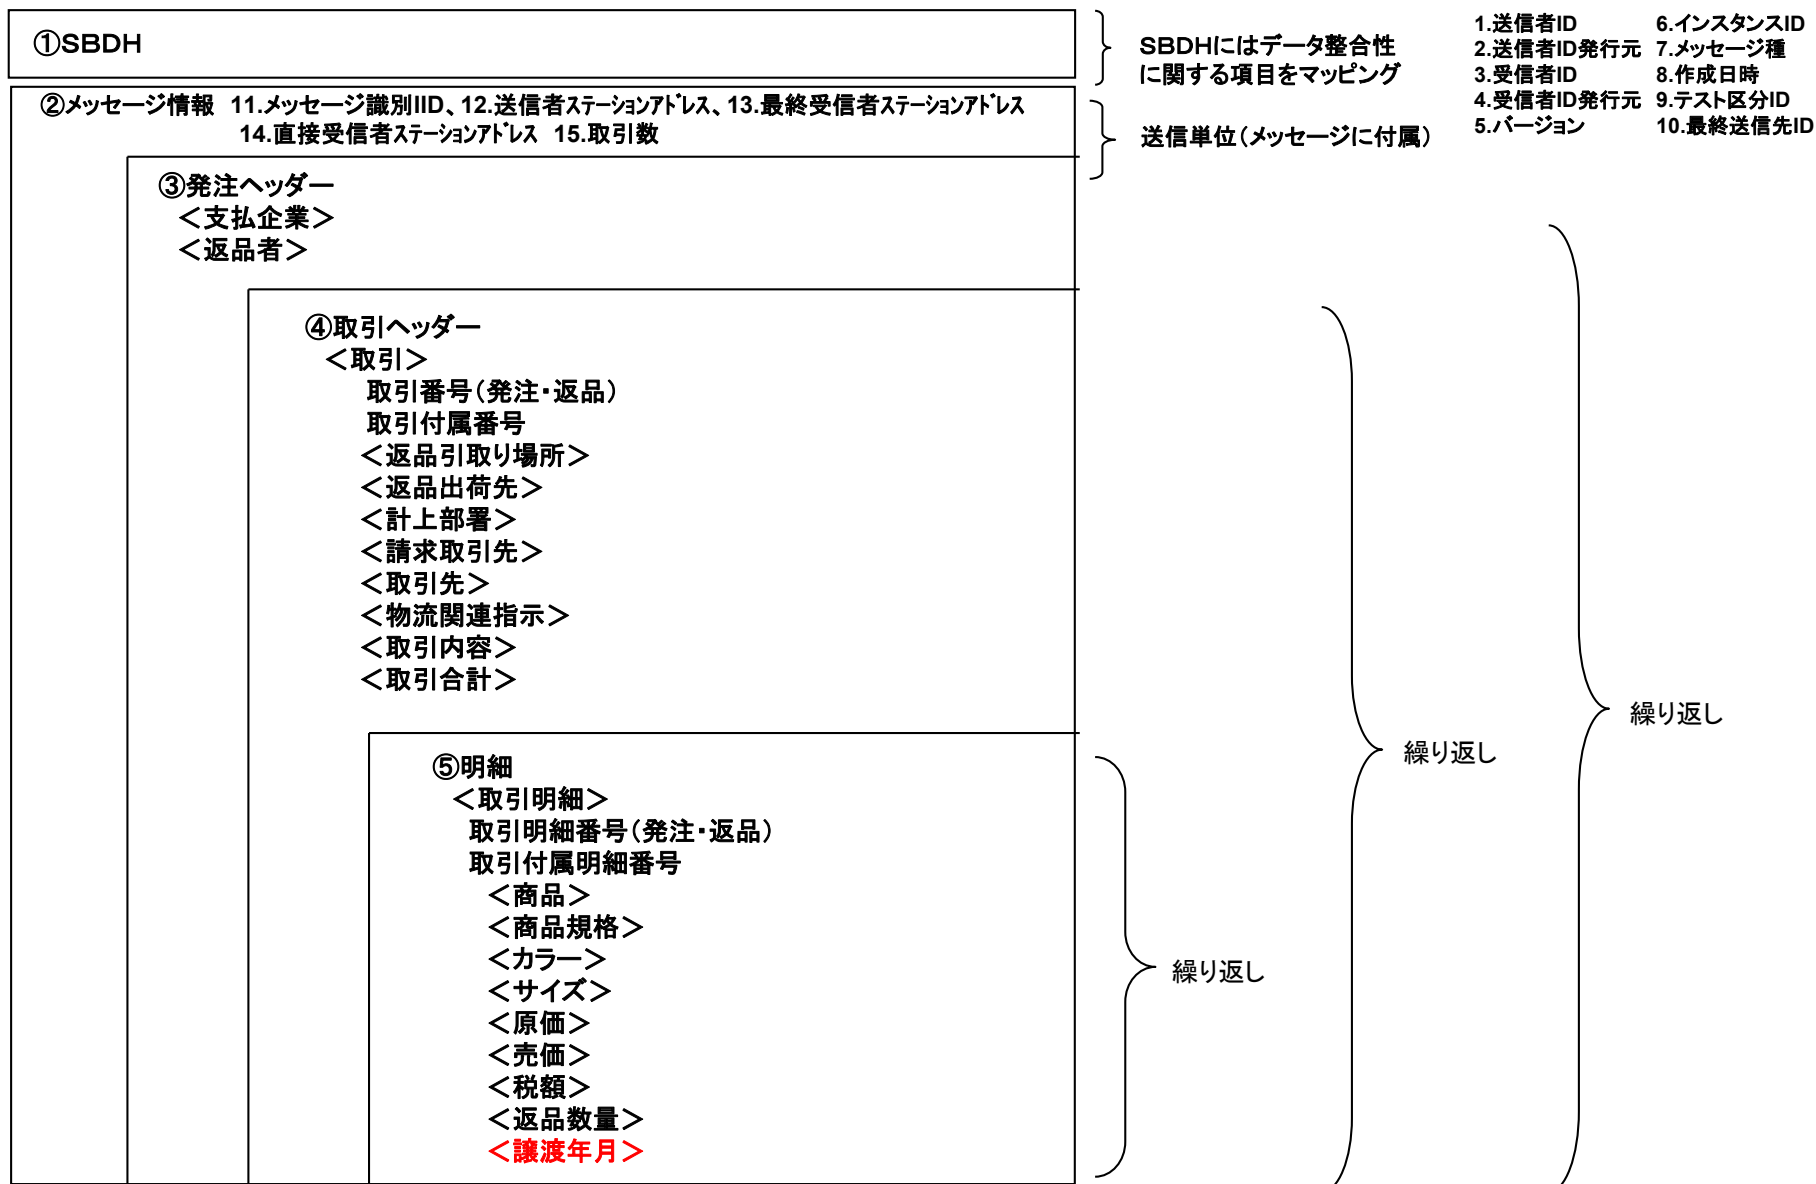 ①SBDH
SBDHにはデータ整合性
に関する項目をマッピング
1.送信者ID 6.インスタンスID
2.送信者ID発行元 7.メッセージ種
3.受信者ID 8.作成日時
4.受信者ID発行元 9.テスト区分ID
5.バージョン 10.最終送信先ID
②メッセージ情報 11.メッセージ識別IID、12.送信者ステーションアドレス、13.最終受信者ステーションアドレス
14.直接受信者ステーションアドレス 15.取引数
送信単位(メッセージに付属)
③発注ヘッダー
<支払企業>
<返品者>
④取引ヘッダー
<取引>
取引番号(発注・返品)
取引付属番号
<返品引取り場所>
<返品出荷先>
<計上部署>
<請求取引先>
<取引先>
<物流関連指示>
<取引内容>
<取引合計>
繰り返し
繰り返し
⑤明細
<取引明細>
取引明細番号(発注・返品)
取引付属明細番号
<商品>
<商品規格>
<カラー>
<サイズ>
<原価>
<売価>
<税額>
<返品数量>
<譲渡年月>
繰り返し